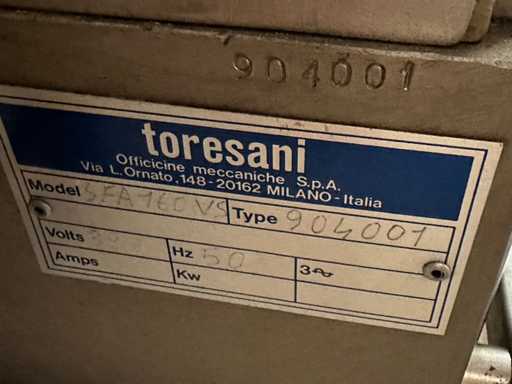 904001
toresani
Officicine meccaniche S.p.A.
Via L.Ornato,148-20162 MILANO-Italia
Model SFA 160 VS Type 904001
Volts Hz 50 3~
Amps Kw